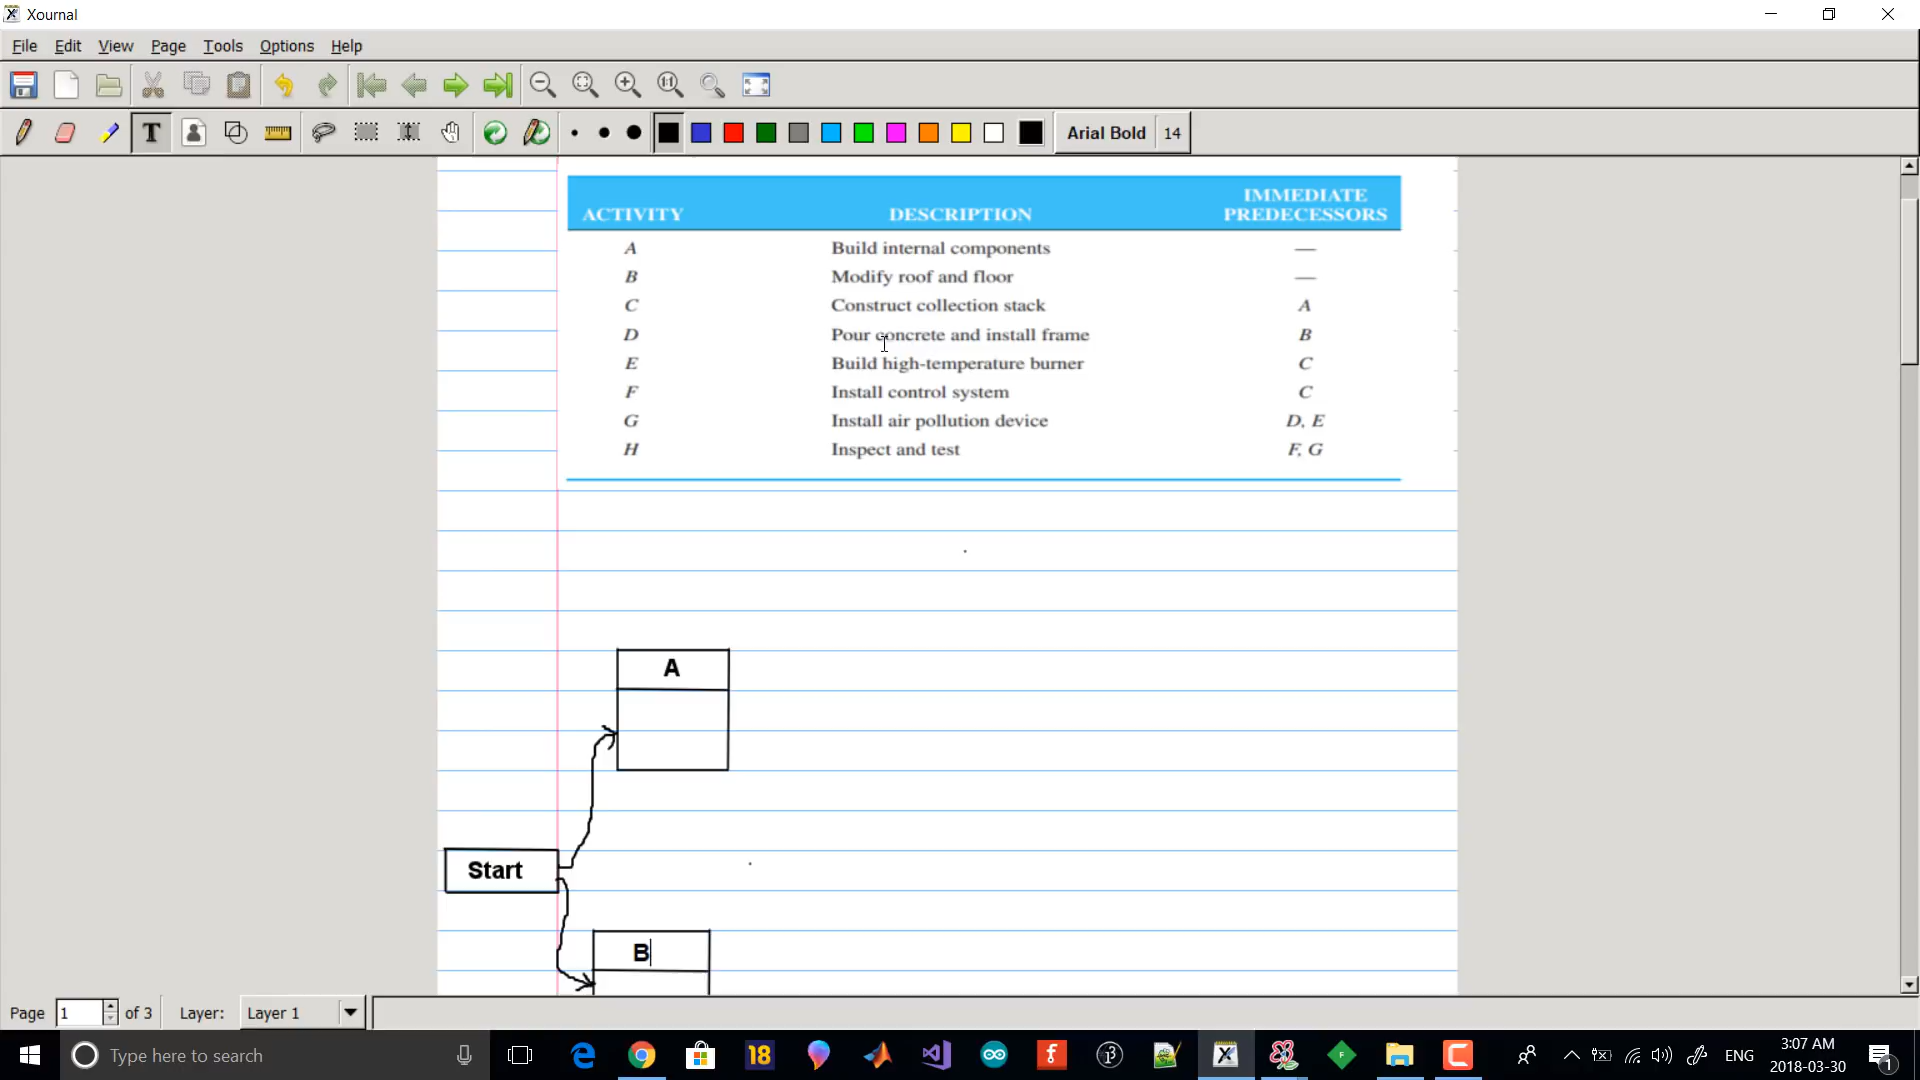 Xournal
File Edit View Page Tools Options Help
T Arial Bold 14
ACTIVITY DESCRIPTION IMMEDIATE PREDECESSORS
A Build internal components —
B Modify roof and floor —
C Construct collection stack A
D Pour concrete and install frame B
E Build high-temperature burner C
F Install control system C
G Install air pollution device D, E
H Inspect and test F, G
A
Start
B
Page 1 of 3 Layer: Layer 1
Type here to search 18 ENG 3:07 AM
2018-03-30 1